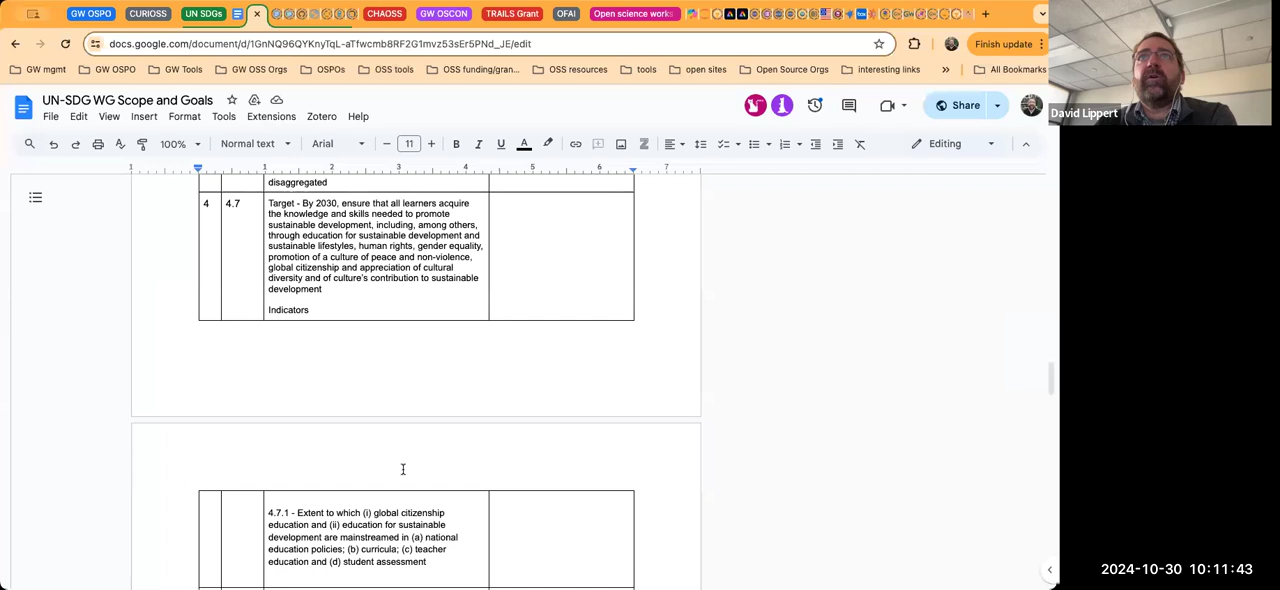 GW OSPO
CURIOSS
UN SDGs
CHAOSS
GW OSCON
TRAILS Grant
OFAI
Open science works
docs.google.com/document/d/1GnNQ96QYKnyTqL-aTfwcmb8RF2G1mvz53sEr5PNd_JE/edit
Finish update
GW mgmt
GW OSPO
GW Tools
GW OSS Orgs
OSPOs
OSS tools
OSS funding/gran...
OSS resources
tools
open sites
Open Source Orgs
interesting links
All Bookmarks
UN-SDG WG Scope and Goals
File Edit View Insert Format Tools Extensions Zotero Help
Share
David Lippert
100% Normal text Arial 11 Editing
1 1 2 3 4 5 6 7
disaggregated
4 4.7 Target - By 2030, ensure that all learners acquire
the knowledge and skills needed to promote
sustainable development, including, among others,
through education for sustainable development and
sustainable lifestyles, human rights, gender equality,
promotion of a culture of peace and non-violence,
global citizenship and appreciation of cultural
diversity and of culture's contribution to sustainable
development
Indicators
4.7.1 - Extent to which (i) global citizenship
education and (ii) education for sustainable
development are mainstreamed in (a) national
education policies; (b) curricula; (c) teacher
education and (d) student assessment
2024-10-30 10:11:43